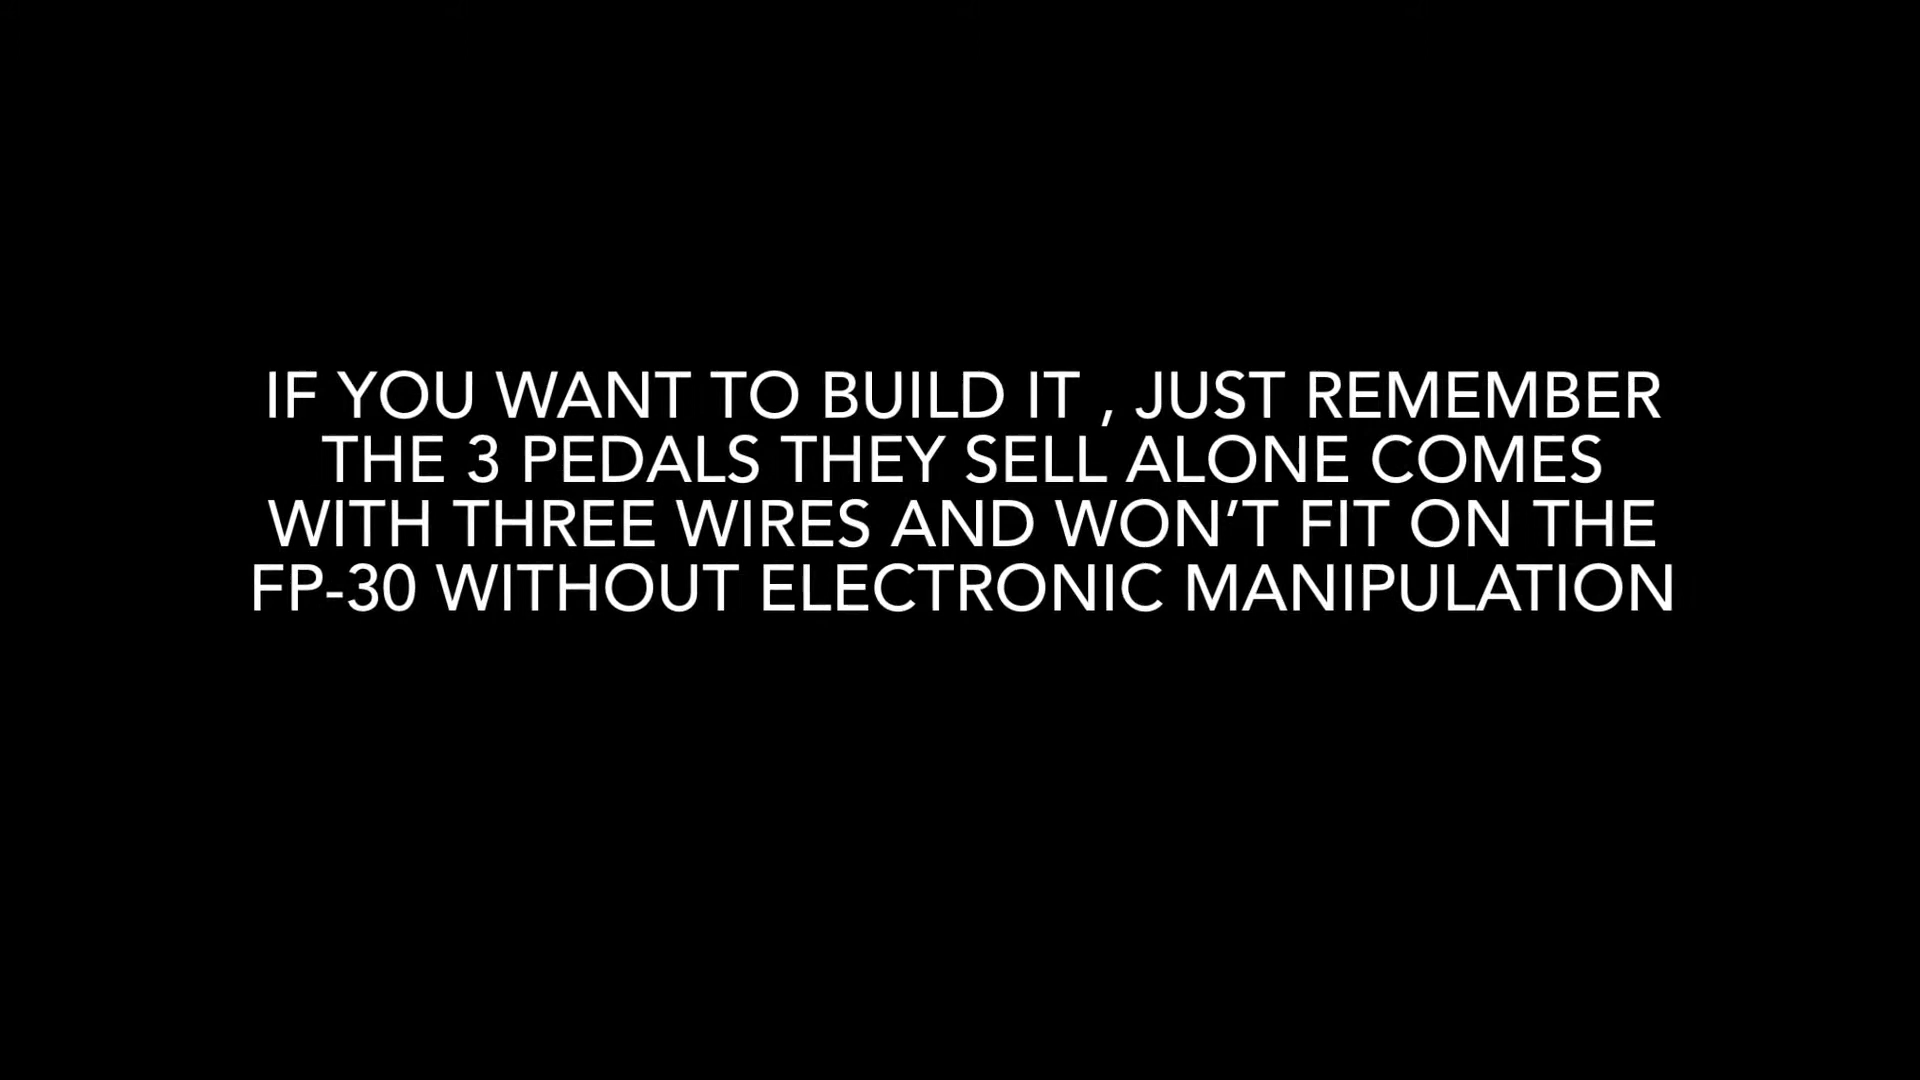 IF YOU WANT TO BUILD IT , JUST REMEMBER
THE 3 PEDALS THEY SELL ALONE COMES
WITH THREE WIRES AND WON’T FIT ON THE
FP-30 WITHOUT ELECTRONIC MANIPULATION